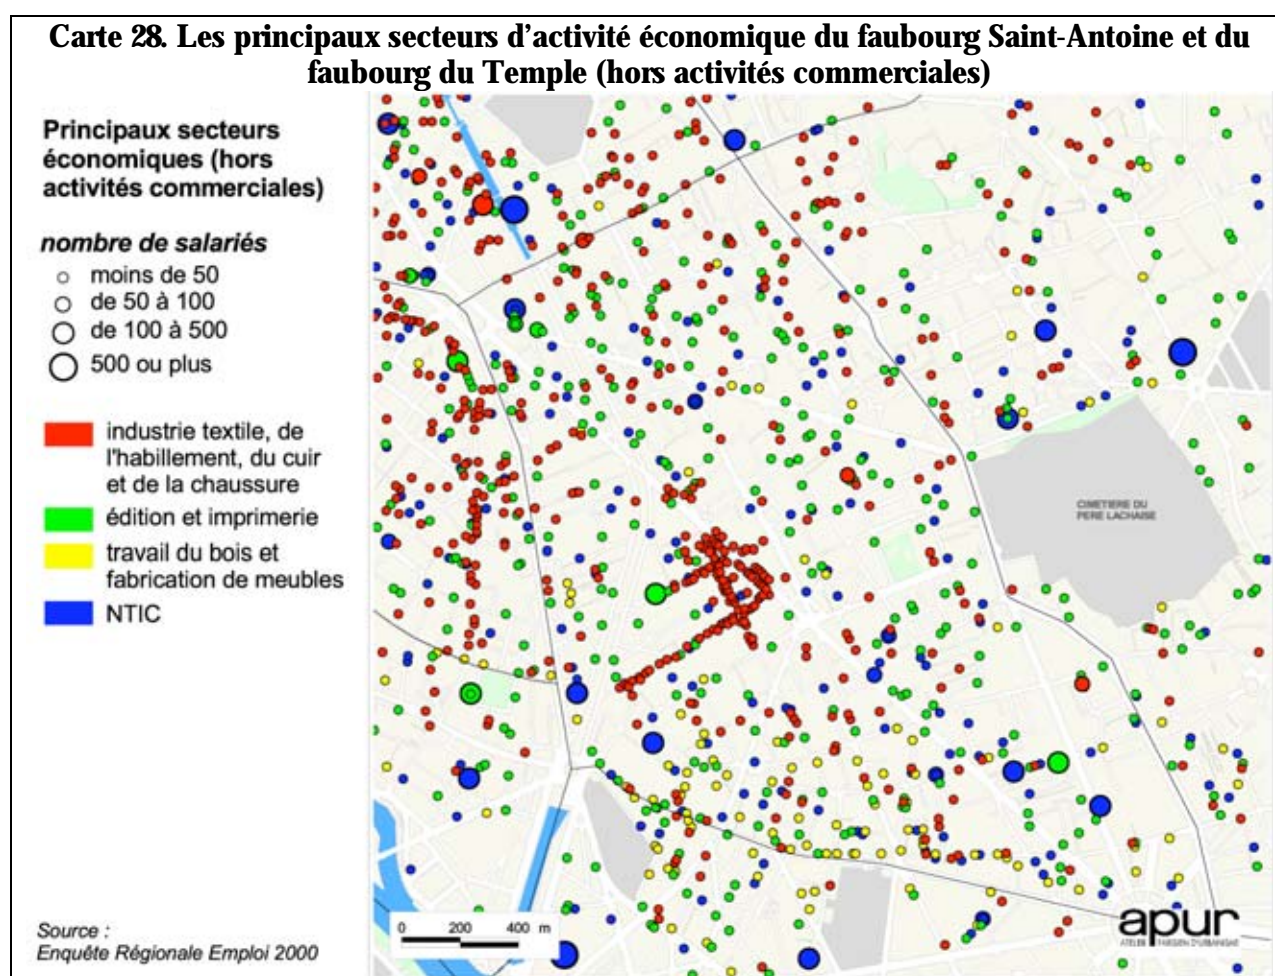 Carte 28. Les principaux secteurs d'activité économique du faubourg Saint-Antoine et du
faubourg du Temple (hors activités commerciales)
Principaux secteurs
économiques (hors
activités commerciales)
nombre de salariés
moins de 50
de 50 à 100
de 100 à 500
500 ou plus
industrie textile, de
l'habillement, du cuir
et de la chaussure
édition et imprimerie
travail du bois et
fabrication de meubles
NTIC
Source :
Enquête Régionale Emploi 2000
CIMETIERE DU
PERE LACHAISE
0 200 400 m
apur
ATELIER PARISIEN D'URBANISME